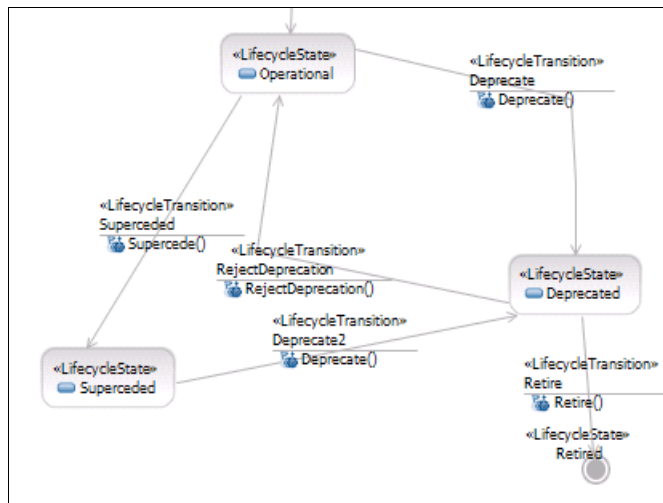 «LifecycleState»
Operational
«LifecycleTransition»
Deprecate
Deprecate()
«LifecycleTransition»
Superceded
Supercede()
«LifecycleTransition»
RejectDeprecation
RejectDeprecation()
«LifecycleState»
Deprecated
«LifecycleTransition»
Deprecate2
Deprecate()
«LifecycleState»
Superceded
«LifecycleTransition»
Retire
Retire()
«LifecycleState»
Retired